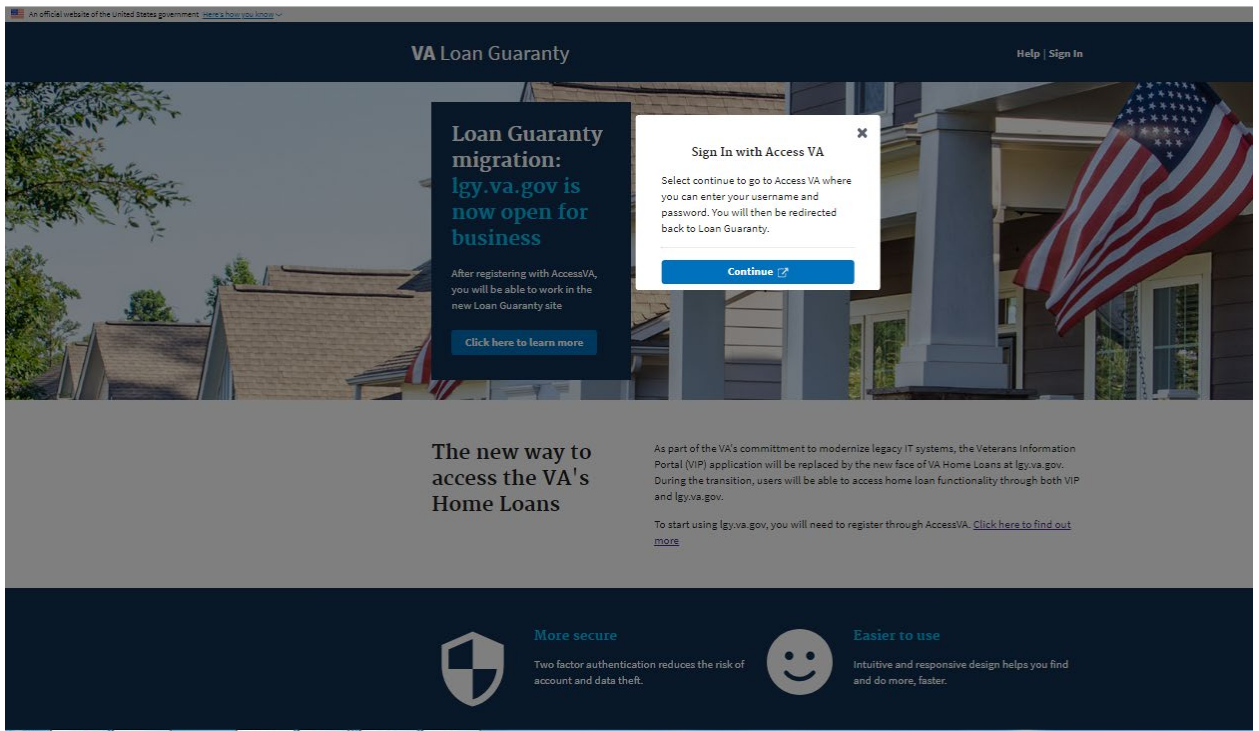 An official website of the United States government Here's how you know
VA Loan Guaranty
Help | Sign In
Loan Guaranty
migration:
lgy.va.gov is
now open for
business
After registering with AccessVA,
you will be able to work in the
new Loan Guaranty site
Click here to learn more
Sign In with Access VA
Select continue to go to Access VA where
you can enter your username and
password. You will then be redirected
back to Loan Guaranty.
Continue
The new way to
access the VA's
Home Loans
As part of the VA's committment to modernize legacy IT systems, the Veterans Information
Portal (VIP) application will be replaced by the new face of VA Home Loans at lgy.va.gov.
During the transition, users will be able to access home loan functionality through both VIP
and lgy.va.gov.
To start using lgy.va.gov, you will need to register through AccessVA. Click here to find out
more
More secure
Two factor authentication reduces the risk of
account and data theft.
Easier to use
Intuitive and responsive design helps you find
and do more, faster.